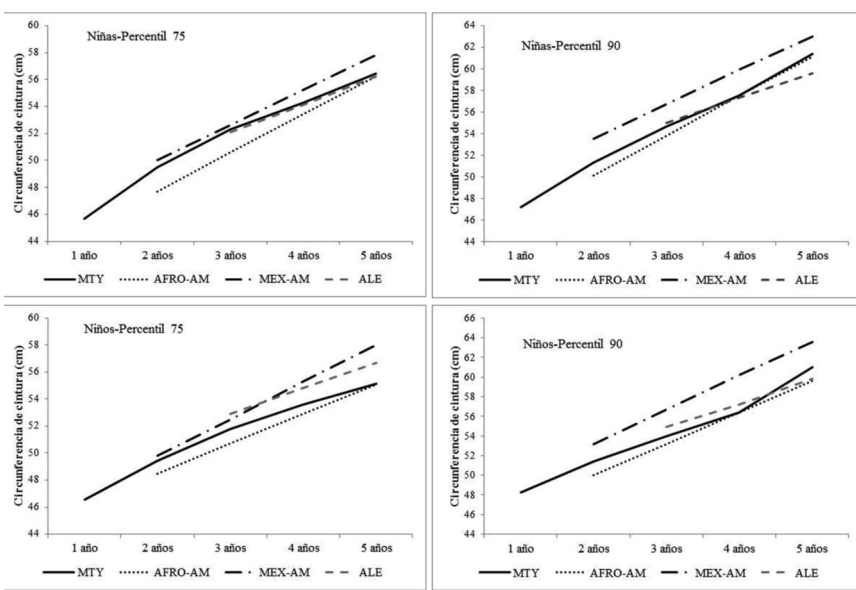 Niñas-Percentil 75
Circunferencia de cintura (cm)
60
58
56
54
52
50
48
46
44
1 año 2 años 3 años 4 años 5 años
MTY AFRO-AM MEX-AM ALE
Niñas-Percentil 90
Circunferencia de cintura (cm)
64
62
60
58
56
54
52
50
48
46
44
1 año 2 años 3 años 4 años 5 años
MTY AFRO-AM MEX-AM ALE
Niños-Percentil 75
Circunferencia de cintura (cm)
60
58
56
54
52
50
48
46
44
1 año 2 años 3 años 4 años 5 años
MTY AFRO-AM MEX-AM ALE
Niños-Percentil 90
Circunferencia de cintura (cm)
66
64
62
60
58
56
54
52
50
48
46
44
1 año 2 años 3 años 4 años 5 años
MTY AFRO-AM MEX-AM ALE